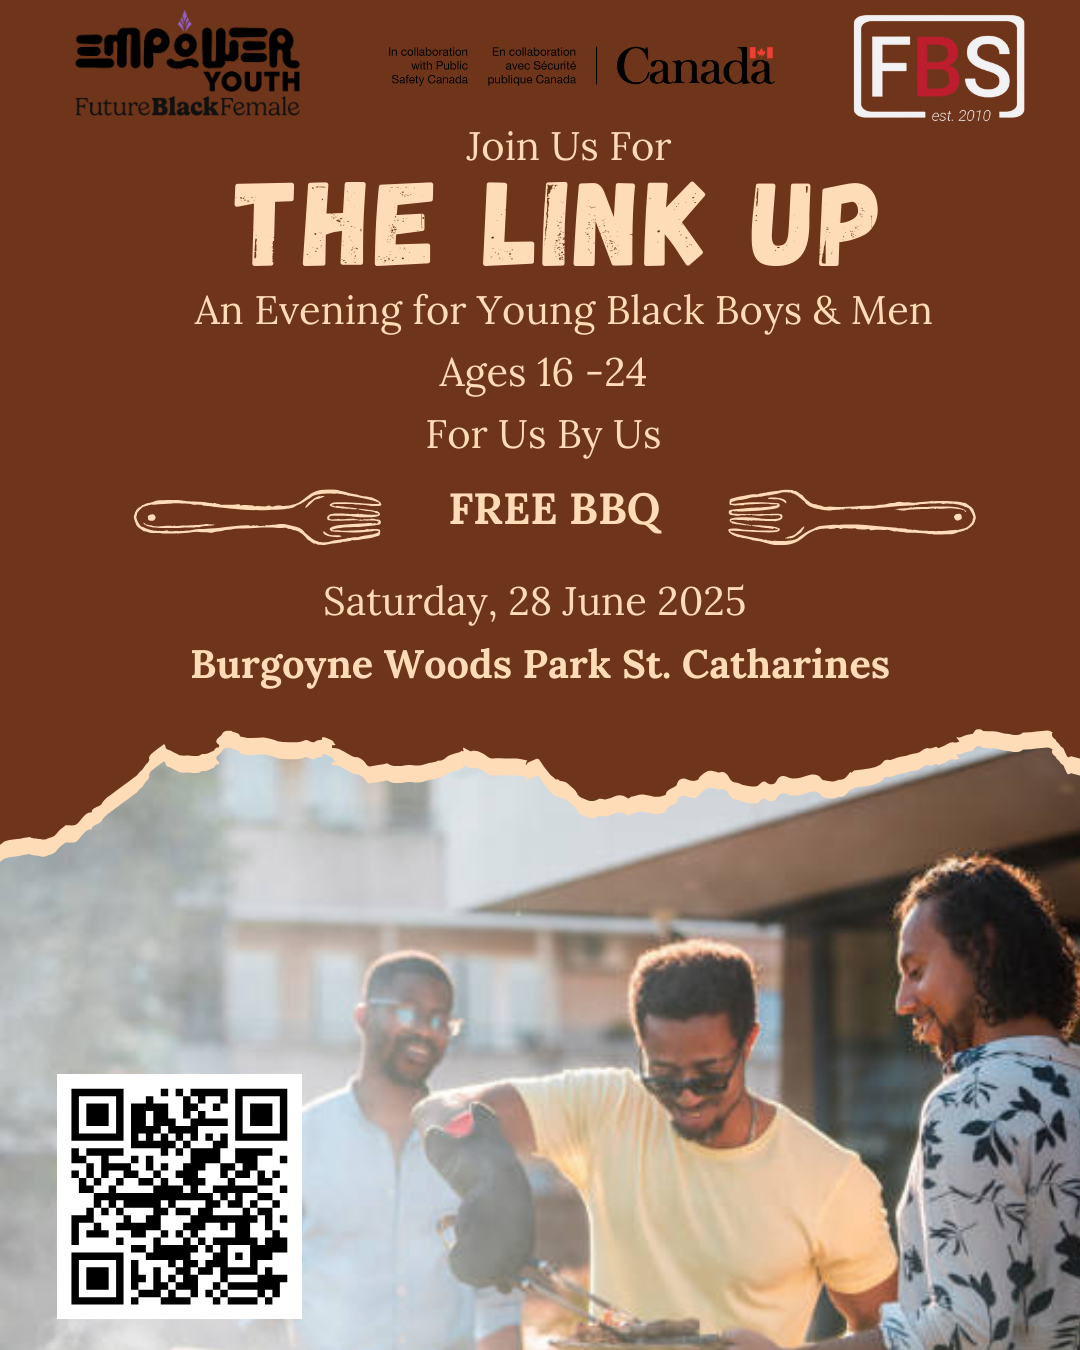 EMPOWER
YOUTH
FutureBlackFemale
In collaboration
with Public
Safety Canada
En collaboration
avec Sécurité
publique Canada
Canada
FBS
est. 2010
Join Us For
THE LINK UP
An Evening for Young Black Boys & Men
Ages 16 -24
For Us By Us
FREE BBQ
Saturday, 28 June 2025
Burgoyne Woods Park St. Catharines